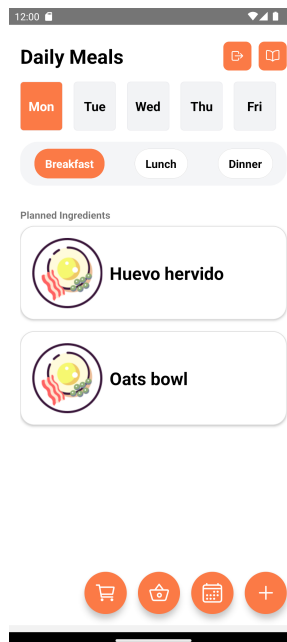 12:00
Daily Meals
Mon Tue Wed Thu Fri
Breakfast Lunch Dinner
Planned Ingredients
Huevo hervido
Oats bowl